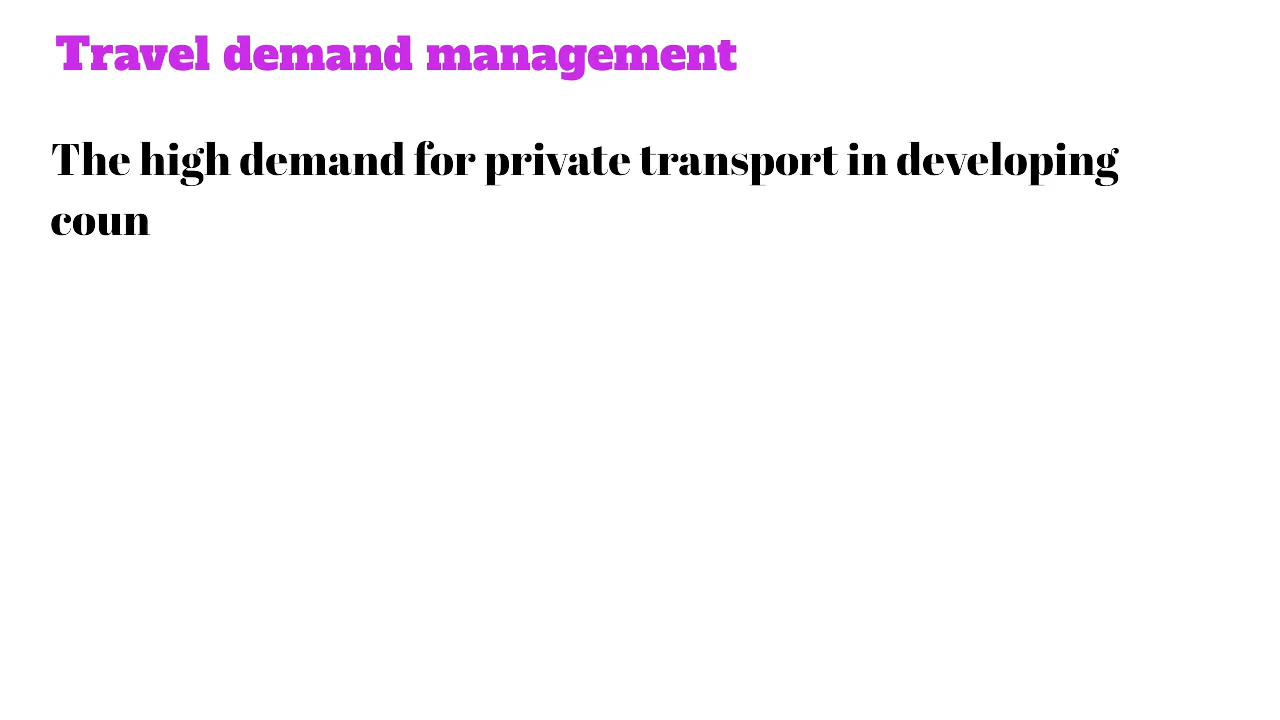 Travel demand management
The high demand for private transport in developing
coun